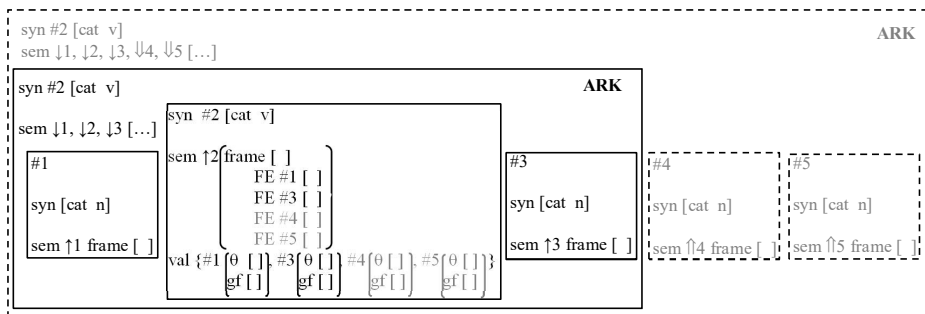 syn #2 [cat v]
ARK
sem ↓1, ↓2, ↓3, ⇓4, ⇓5 […]
syn #2 [cat v]
ARK
sem ↓1, ↓2, ↓3 […]
#1
syn [cat n]
sem ↑1 frame [ ]
syn #2 [cat v]
sem ↑2 frame [ ]
FE #1 [ ]
FE #3 [ ]
FE #4 [ ]
FE #5 [ ]
val {#1 θ [ ] , #3 θ [ ] , #4 θ [ ] , #5 θ [ ] }
gf [ ] gf [ ] gf [ ] gf [ ]
#3
syn [cat n]
sem ↑3 frame [ ]
#4
syn [cat n]
sem ⇑4 frame [ ]
#5
syn [cat n]
sem ⇑5 frame [ ]